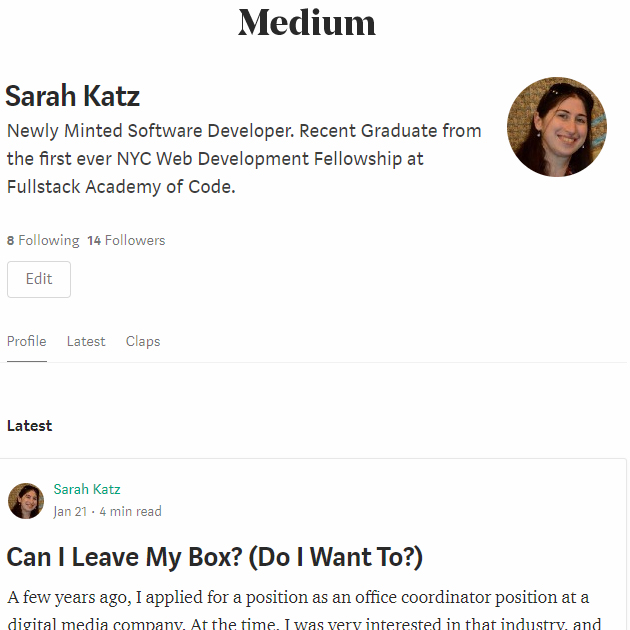 Medium
Sarah Katz
Newly Minted Software Developer. Recent Graduate from
the first ever NYC Web Development Fellowship at
Fullstack Academy of Code.
8 Following 14 Followers
Edit
Profile Latest Claps
Latest
Sarah Katz
Jan 21 · 4 min read
Can I Leave My Box? (Do I Want To?)
A few years ago, I applied for a position as an office coordinator position at a
digital media company. At the time, I was very interested in that industry, and